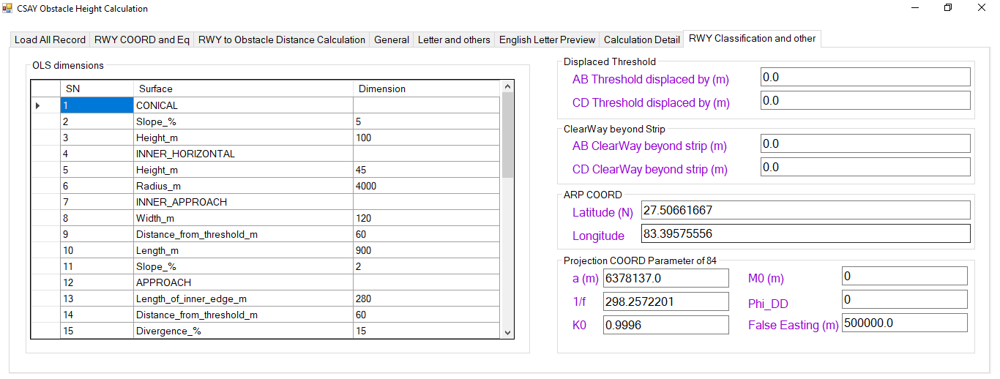 CSAY Obstacle Height Calculation
Load All Record RWY COORD and Eq RWY to Obstacle Distance Calculation General Letter and others English Letter Preview Calculation Detail RWY Classification and other
OLS dimensions
SN Surface Dimension
1 CONICAL
2 Slope_% 5
3 Height_m 100
4 INNER_HORIZONTAL
5 Height_m 45
6 Radius_m 4000
7 INNER_APPROACH
8 Width_m 120
9 Distance_from_threshold_m 60
10 Length_m 900
11 Slope_% 2
12 APPROACH
13 Length_of_inner_edge_m 280
14 Distance_from_threshold_m 60
15 Divergence_% 15
Displaced Threshold
AB Threshold displaced by (m) 0.0
CD Threshold displaced by (m) 0.0
ClearWay beyond Strip
AB ClearWay beyond strip (m) 0.0
CD ClearWay beyond strip (m) 0.0
ARP COORD
Latitude (N) 27.50661667
Longitude 83.39575556
Projection COORD Parameter of 84
a (m) 6378137.0 M0 (m) 0
1/f 298.2572201 Phi_DD 0
K0 0.9996 False Easting (m) 500000.0